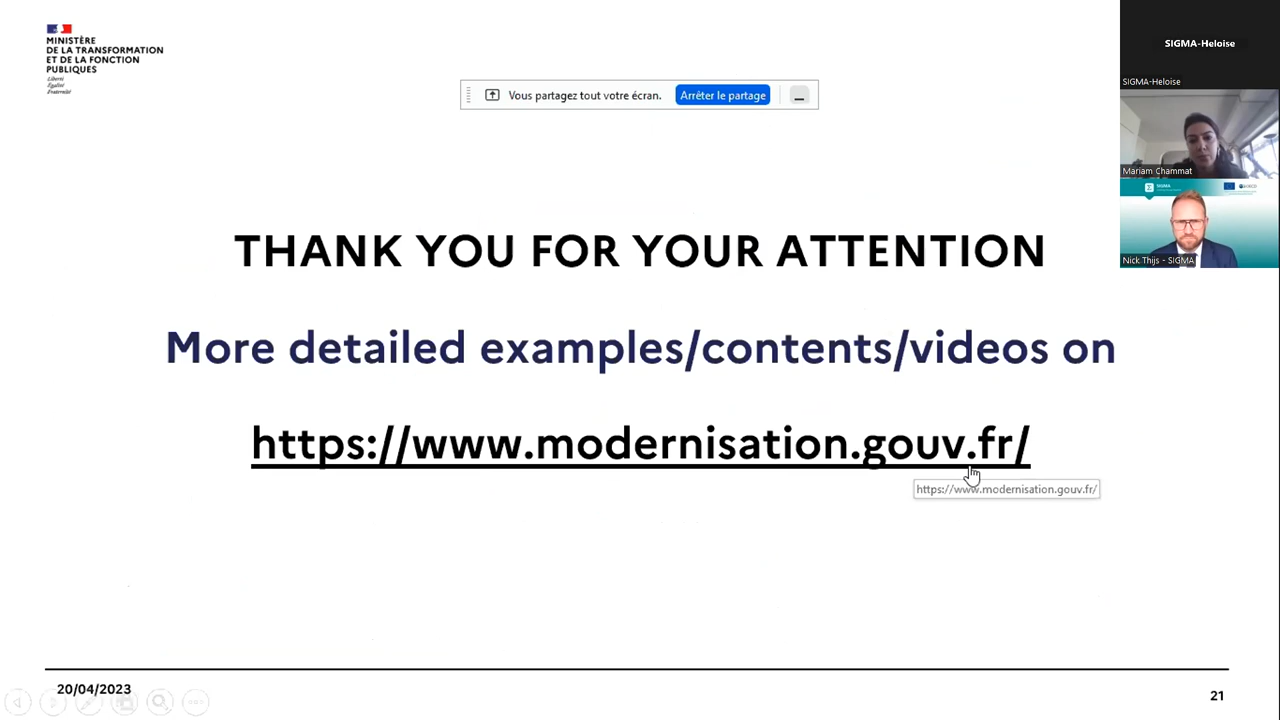 MINISTÈRE
DE LA TRANSFORMATION
ET DE LA FONCTION
PUBLIQUES
Liberté
Égalité
Fraternité
Vous partagez tout votre écran.
Arrêter le partage
SIGMA-Heloise
SIGMA-Heloise
Mariam Chammat
SIGMA
OECD
Nick Thijs - SIGMA
THANK YOU FOR YOUR ATTENTION
More detailed examples/contents/videos on
https://www.modernisation.gouv.fr/
https://www.modernisation.gouv.fr/
20/04/2023
21